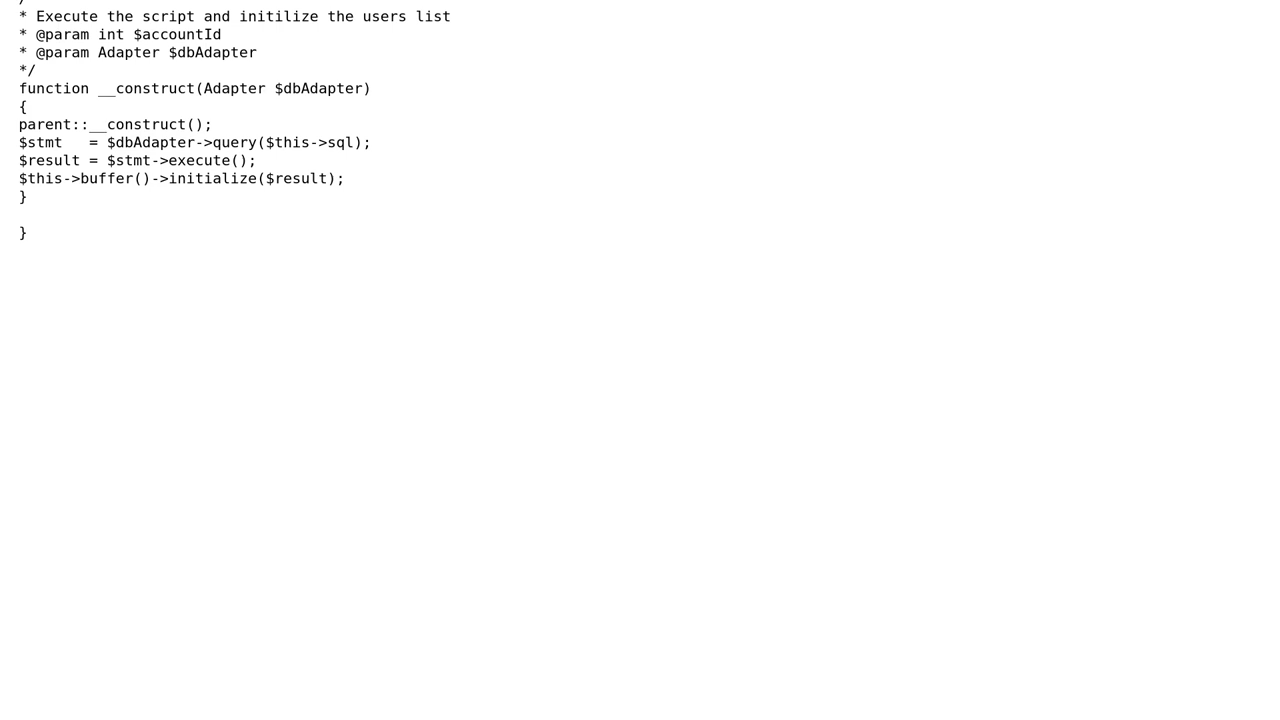 * Execute the script and initilize the users list
* @param int $accountId
* @param Adapter $dbAdapter
*/
function __construct(Adapter $dbAdapter)
{
parent::__construct();
$stmt   = $dbAdapter->query($this->sql);
$result = $stmt->execute();
$this->buffer()->initialize($result);
}

}